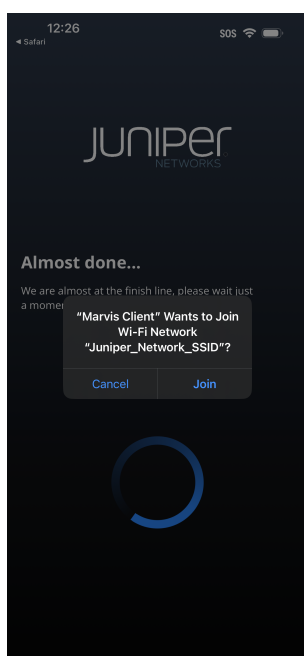 12:26
SOS
◀ Safari
JUNIPER
NETWORKS
Almost done...
We are almost at the finish line, please wait just
a momen
“Marvis Client” Wants to Join
Wi-Fi Network
“Juniper_Network_SSID”?
Cancel
Join